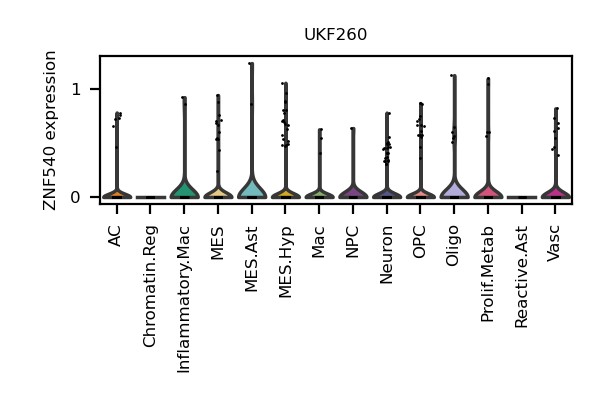 UKF260
ZNF540 expression
1
0
AC
Chromatin.Reg
Inflammatory.Mac
MES
MES.Ast
MES.Hyp
Mac
NPC
Neuron
OPC
Oligo
Prolif.Metab
Reactive.Ast
Vasc